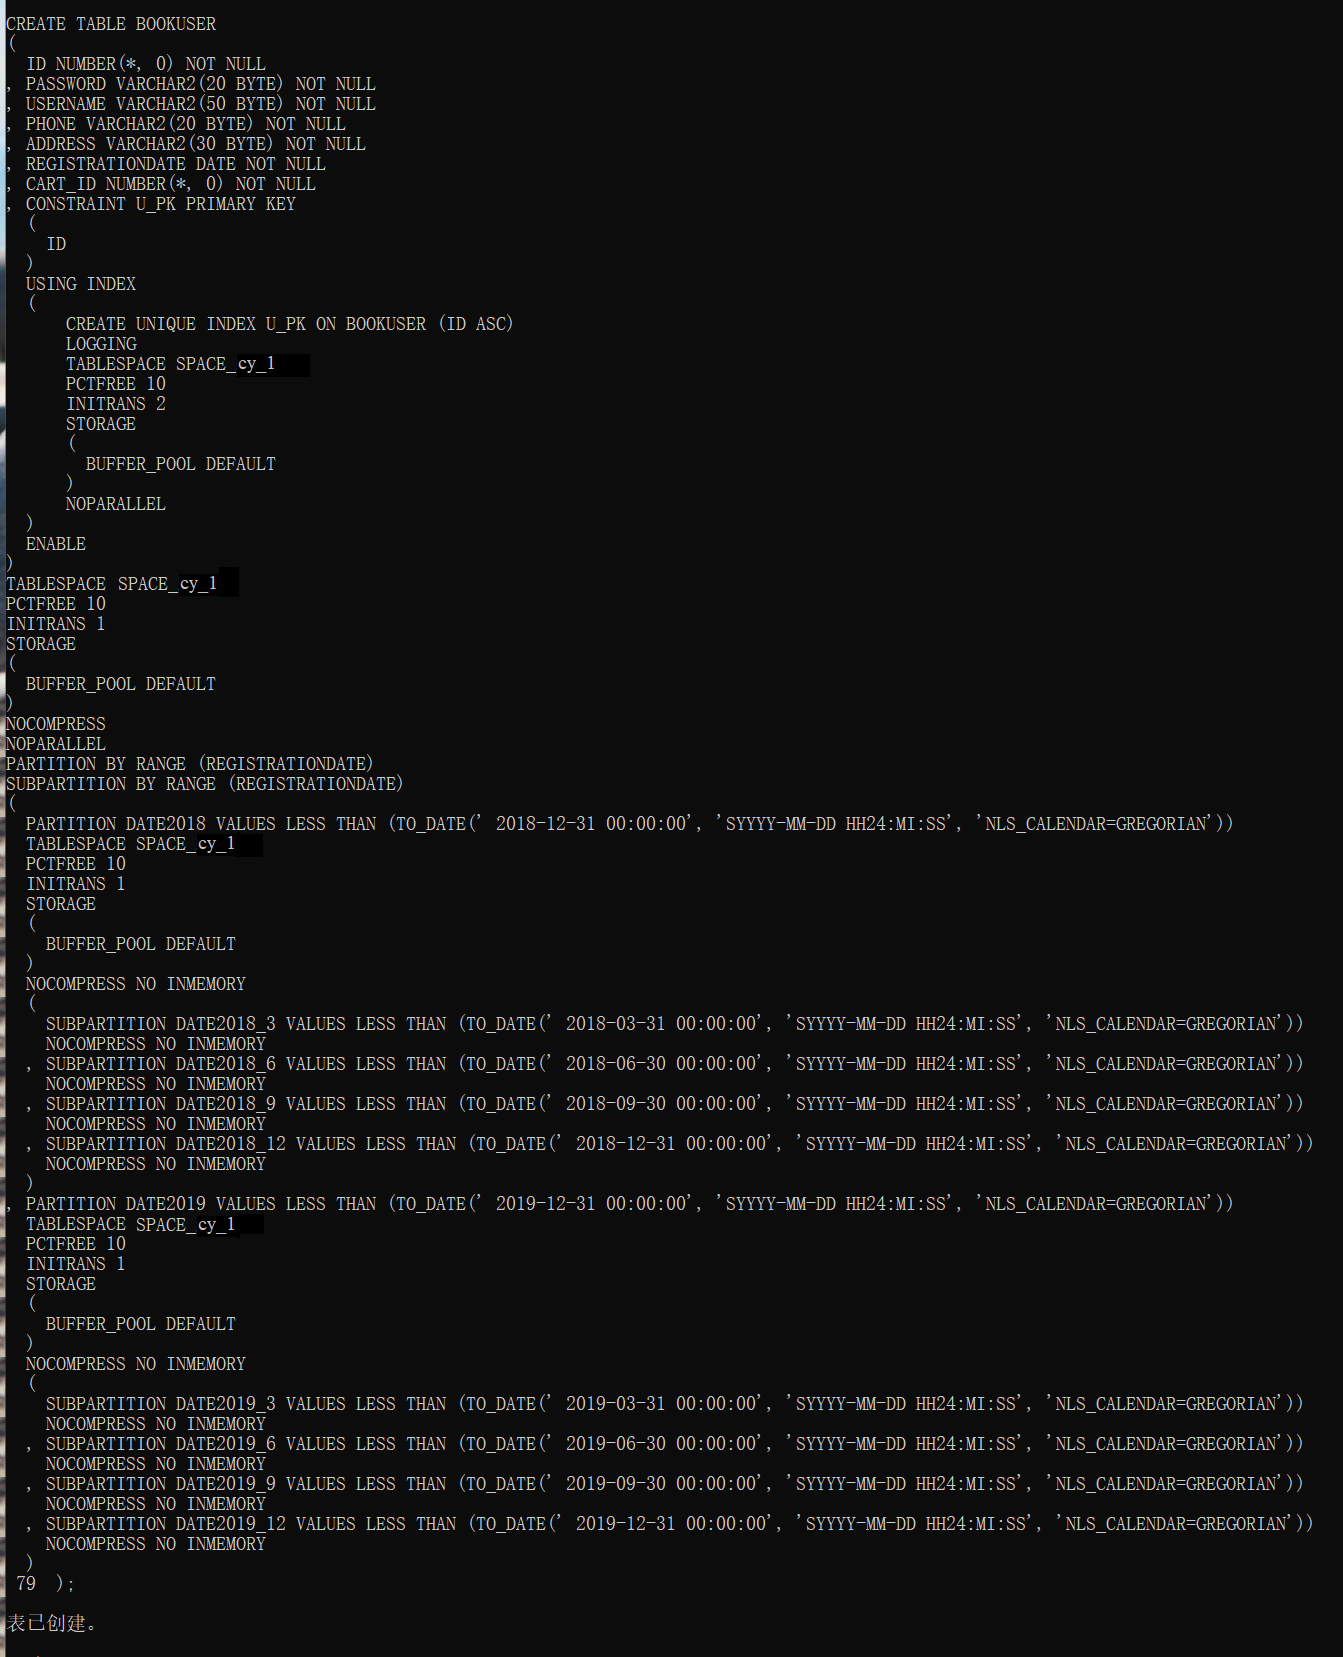 CREATE TABLE BOOKUSER
(
  ID NUMBER(*, 0) NOT NULL
, PASSWORD VARCHAR2(20 BYTE) NOT NULL
, USERNAME VARCHAR2(50 BYTE) NOT NULL
, PHONE VARCHAR2(20 BYTE) NOT NULL
, ADDRESS VARCHAR2(30 BYTE) NOT NULL
, REGISTRATIONDATE DATE NOT NULL
, CART_ID NUMBER(*, 0) NOT NULL
, CONSTRAINT U_PK PRIMARY KEY
  (
    ID
  )
  USING INDEX
  (
      CREATE UNIQUE INDEX U_PK ON BOOKUSER (ID ASC)
      LOGGING
      TABLESPACE SPACE_cy_1
      PCTFREE 10
      INITRANS 2
      STORAGE
      (
        BUFFER_POOL DEFAULT
      )
      NOPARALLEL
  )
  ENABLE
)
TABLESPACE SPACE_cy_1
PCTFREE 10
INITRANS 1
STORAGE
(
  BUFFER_POOL DEFAULT
)
NOCOMPRESS
NOPARALLEL
PARTITION BY RANGE (REGISTRATIONDATE)
SUBPARTITION BY RANGE (REGISTRATIONDATE)
(
  PARTITION DATE2018 VALUES LESS THAN (TO_DATE(' 2018-12-31 00:00:00', 'SYYYY-MM-DD HH24:MI:SS', 'NLS_CALENDAR=GREGORIAN'))
  TABLESPACE SPACE_cy_1
  PCTFREE 10
  INITRANS 1
  STORAGE
  (
    BUFFER_POOL DEFAULT
  )
  NOCOMPRESS NO INMEMORY
  (
    SUBPARTITION DATE2018_3 VALUES LESS THAN (TO_DATE(' 2018-03-31 00:00:00', 'SYYYY-MM-DD HH24:MI:SS', 'NLS_CALENDAR=GREGORIAN'))
    NOCOMPRESS NO INMEMORY
  , SUBPARTITION DATE2018_6 VALUES LESS THAN (TO_DATE(' 2018-06-30 00:00:00', 'SYYYY-MM-DD HH24:MI:SS', 'NLS_CALENDAR=GREGORIAN'))
    NOCOMPRESS NO INMEMORY
  , SUBPARTITION DATE2018_9 VALUES LESS THAN (TO_DATE(' 2018-09-30 00:00:00', 'SYYYY-MM-DD HH24:MI:SS', 'NLS_CALENDAR=GREGORIAN'))
    NOCOMPRESS NO INMEMORY
  , SUBPARTITION DATE2018_12 VALUES LESS THAN (TO_DATE(' 2018-12-31 00:00:00', 'SYYYY-MM-DD HH24:MI:SS', 'NLS_CALENDAR=GREGORIAN'))
    NOCOMPRESS NO INMEMORY
  )
, PARTITION DATE2019 VALUES LESS THAN (TO_DATE(' 2019-12-31 00:00:00', 'SYYYY-MM-DD HH24:MI:SS', 'NLS_CALENDAR=GREGORIAN'))
  TABLESPACE SPACE_cy_1
  PCTFREE 10
  INITRANS 1
  STORAGE
  (
    BUFFER_POOL DEFAULT
  )
  NOCOMPRESS NO INMEMORY
  (
    SUBPARTITION DATE2019_3 VALUES LESS THAN (TO_DATE(' 2019-03-31 00:00:00', 'SYYYY-MM-DD HH24:MI:SS', 'NLS_CALENDAR=GREGORIAN'))
    NOCOMPRESS NO INMEMORY
  , SUBPARTITION DATE2019_6 VALUES LESS THAN (TO_DATE(' 2019-06-30 00:00:00', 'SYYYY-MM-DD HH24:MI:SS', 'NLS_CALENDAR=GREGORIAN'))
    NOCOMPRESS NO INMEMORY
  , SUBPARTITION DATE2019_9 VALUES LESS THAN (TO_DATE(' 2019-09-30 00:00:00', 'SYYYY-MM-DD HH24:MI:SS', 'NLS_CALENDAR=GREGORIAN'))
    NOCOMPRESS NO INMEMORY
  , SUBPARTITION DATE2019_12 VALUES LESS THAN (TO_DATE(' 2019-12-31 00:00:00', 'SYYYY-MM-DD HH24:MI:SS', 'NLS_CALENDAR=GREGORIAN'))
    NOCOMPRESS NO INMEMORY
  )
 79  );
表已创建。